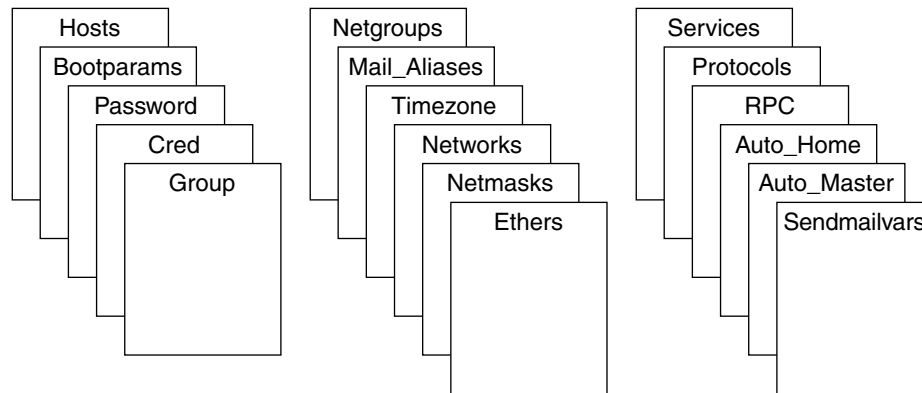 Hosts
Bootparams
Password
Cred
Group
Netgroups
Mail_Aliases
Timezone
Networks
Netmasks
Ethers
Services
Protocols
RPC
Auto_Home
Auto_Master
Sendmailvars